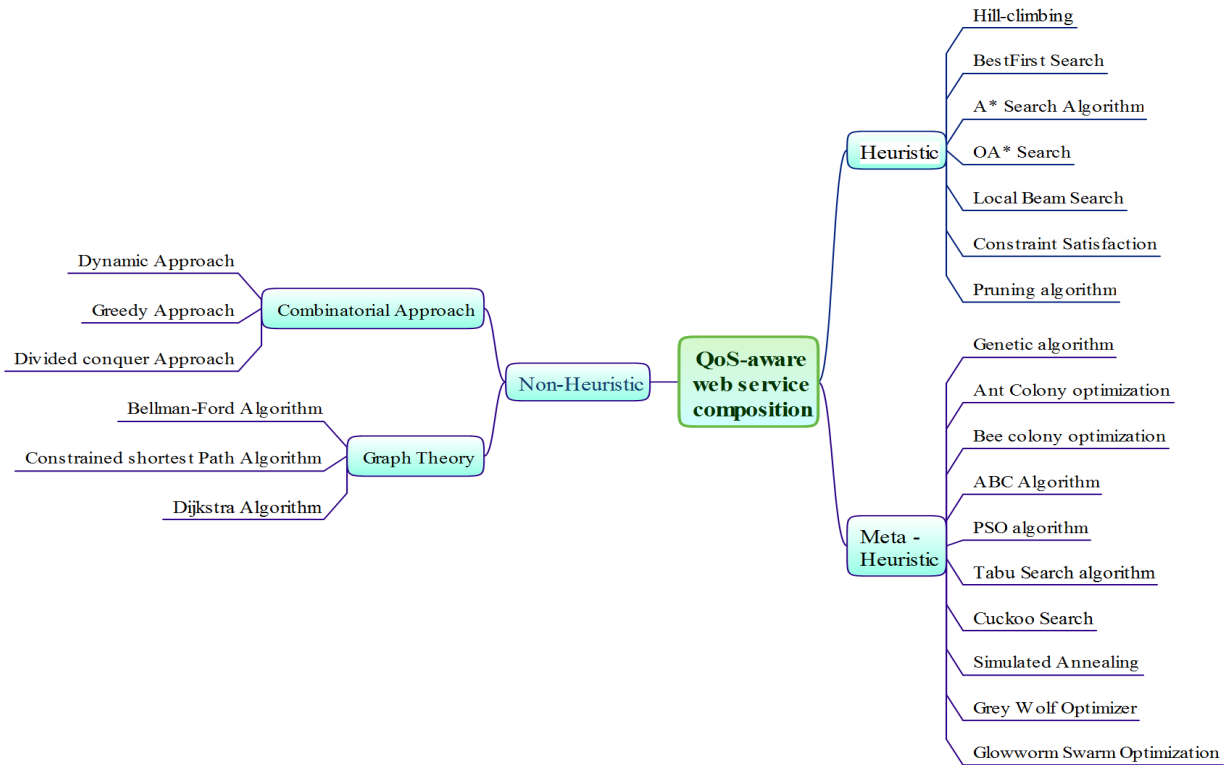 Hill-climbing
BestFirst Search
A* Search Algorithm
Heuristic
OA* Search
Local Beam Search
Constraint Satisfaction
Pruning algorithm
Dynamic Approach
Greedy Approach
Combinatorial Approach
Divided conquer Approach
Non-Heuristic
QoS-aware
web service
composition
Bellman-Ford Algorithm
Constrained shortest Path Algorithm
Graph Theory
Dijkstra Algorithm
Genetic algorithm
Ant Colony optimization
Bee colony optimization
ABC Algorithm
PSO algorithm
Meta -
Heuristic
Tabu Search algorithm
Cuckoo Search
Simulated Annealing
Grey Wolf Optimizer
Glowworm Swarm Optimization